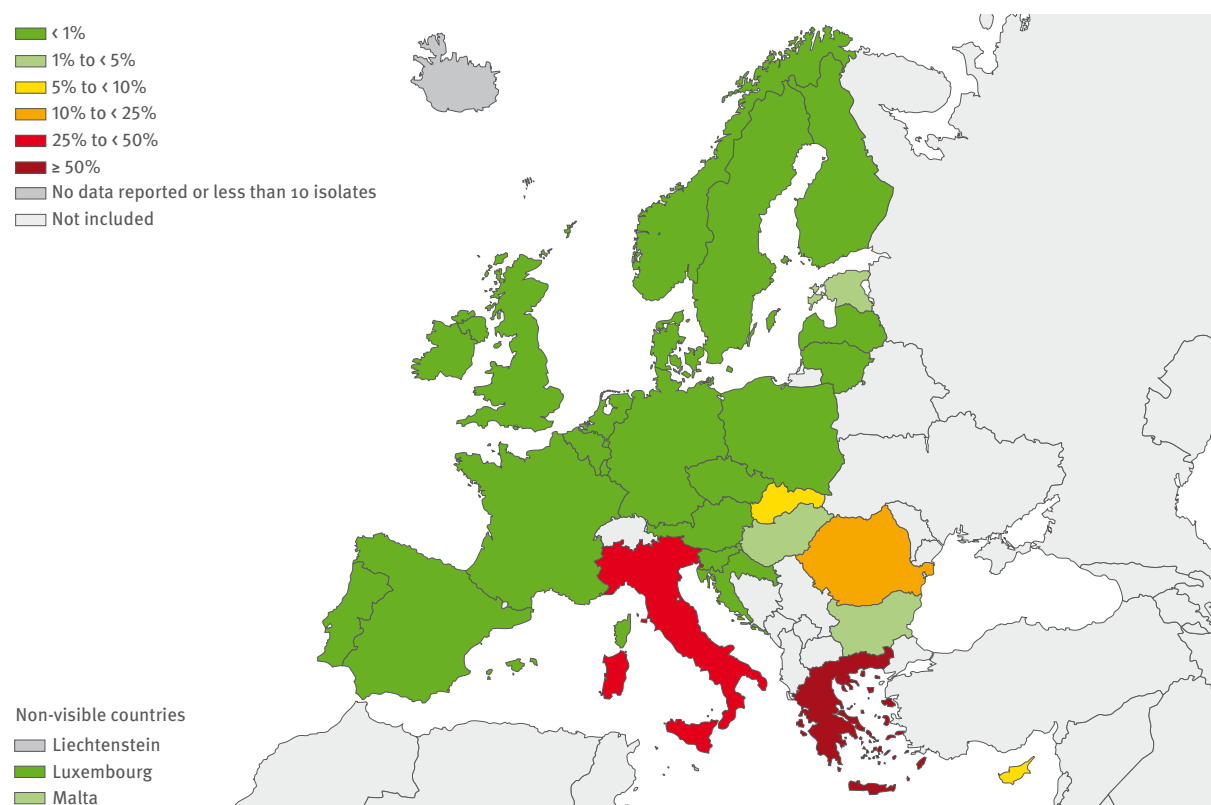 < 1%
1% to < 5%
5% to < 10%
10% to < 25%
25% to < 50%
≥ 50%
No data reported or less than 10 isolates
Not included
Non-visible countries
Liechtenstein
Luxembourg
Malta